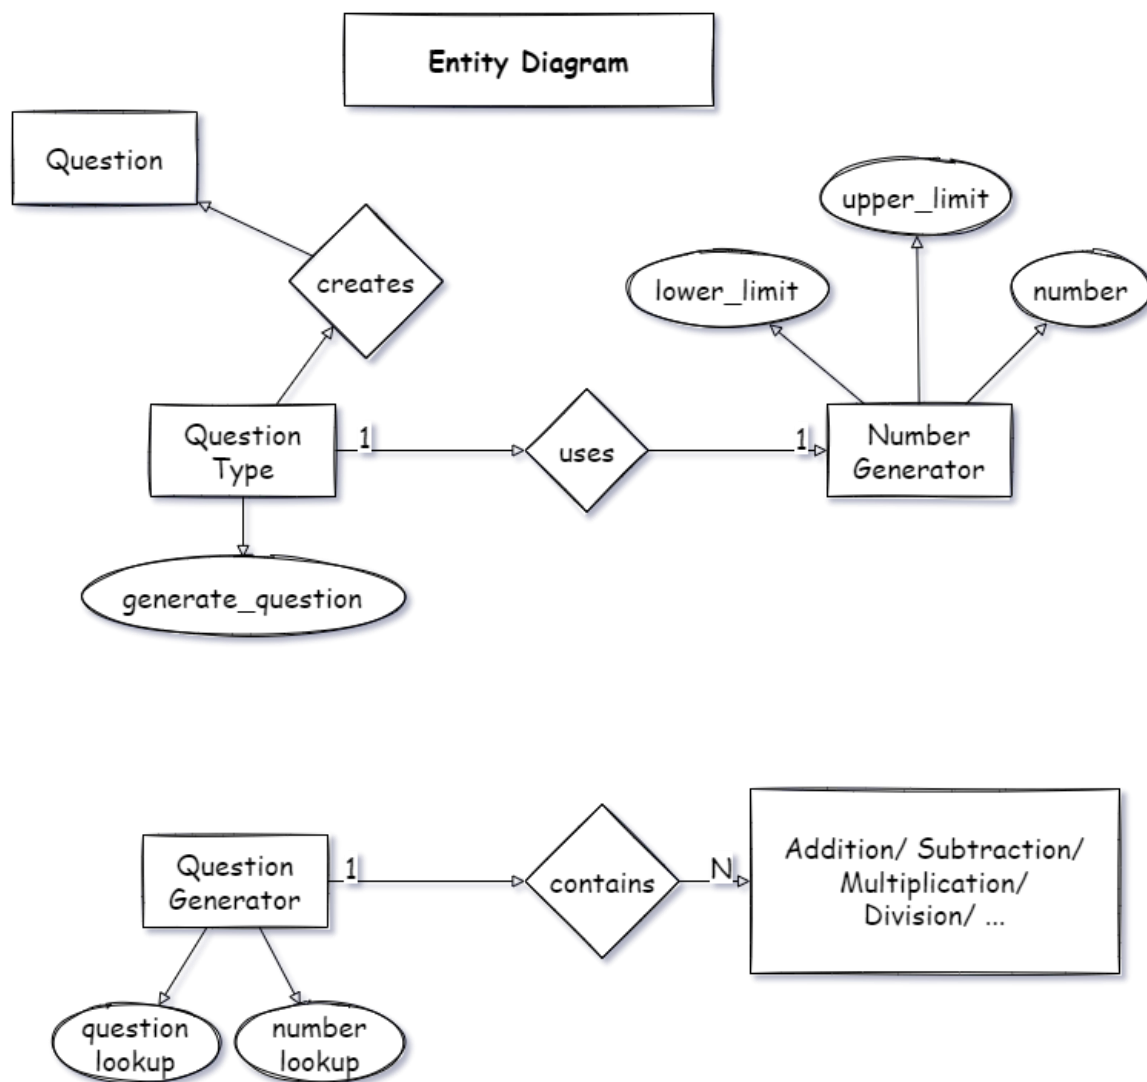 Entity Diagram
Question
upper_limit
creates
lower_limit
number
Question
Type
1
uses
1
Number
Generator
generate_question
Question
Generator
1
contains
N
Addition/ Subtraction/
Multiplication/
Division/ ...
question
lookup
number
lookup